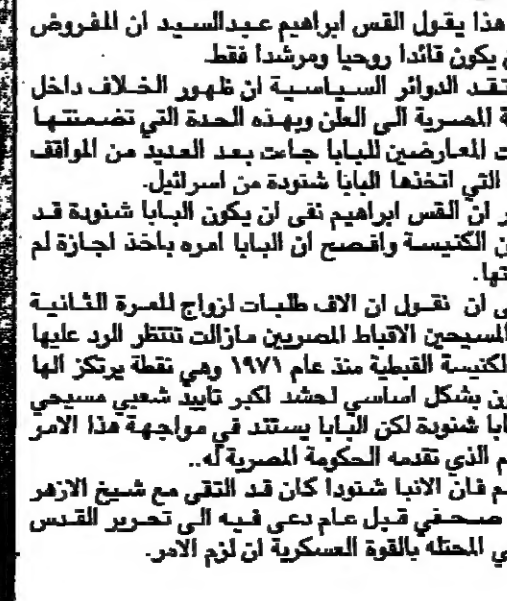 هذا يقول القس ابراهيم عبدالسيد ان المفروض
يكون قائدا روحيا ومرشدا فقط.
تقد الدوائر السياسية ان ظهور الخلاف داخل
ة المصرية الى العلن وبهذه الحدة التي تضمنتها
ت المعارضين للبابا جاءت بعد العديد من المواقف
التي اتخذها البابا شنودة من اسرائيل.
ر ان القس ابراهيم نفى ان يكون البابا شنودة قد
ن الكنيسة وافصح ان البابا امره باخذ اجازة لم
تها.
ى ان نقول ان الاف طلبات لزواج للمرة الثانية
المسيحين الاقباط المصريين مازالت تنتظر الرد عليها
لكنيسة القبطية منذ عام ١٩٧١ وهي نقطة يرتكز الها
ون بشكل اساسي لحشد لكبر تأييد شعبي مسيحي
ابا شنودة لكن البابا يستند في مواجهة هذا الامر
م الذي تقدمه الحكومة المصرية له..
م فان الانبا شنودا كان قد التقى مع شيخ الازهر
صحفي قبل عام دعى فيه الى تحرير القدس
ي المحتله بالقوة العسكرية ان لزم الامر.